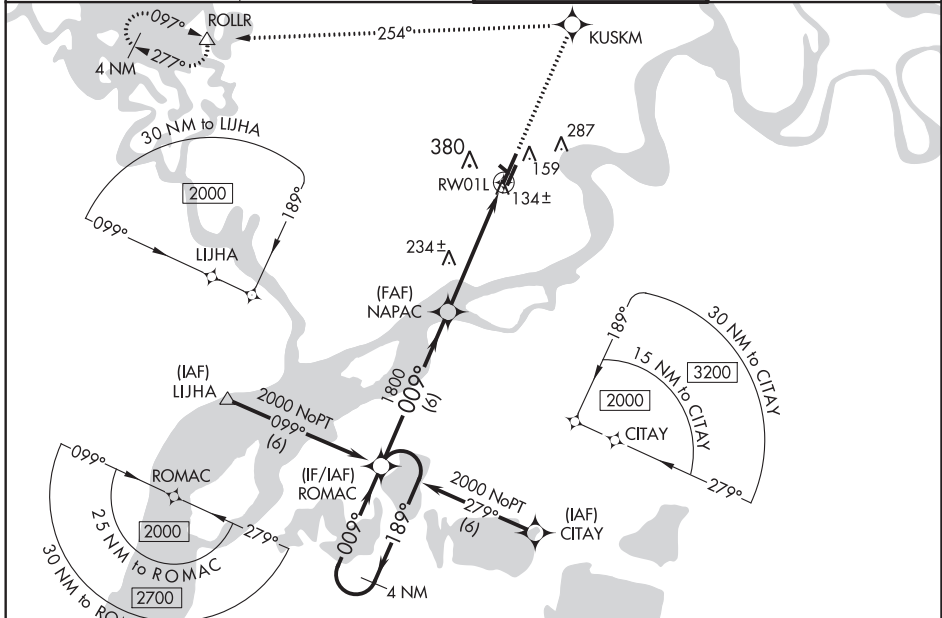 097°
ROLLR
254°
KUSKM
277°
4 NM
30 NM to LIJHA
2000
189°
099°
LIJHA
380
287
159
RW01L
134±
234±
(FAF)
NAPAC
1800
009°
(6)
(IAF)
LIJHA
2000 NoPT
099°
(6)
(IF/IAF)
ROMAC
009°
189°
4 NM
2000 NoPT
279°
(6)
(IAF)
CITAY
189°
30 NM to CITAY
3200
15 NM to CITAY
2000
CITAY
279°
099°
ROMAC
279°
2000
25 NM to ROMAC
2700
30 NM to